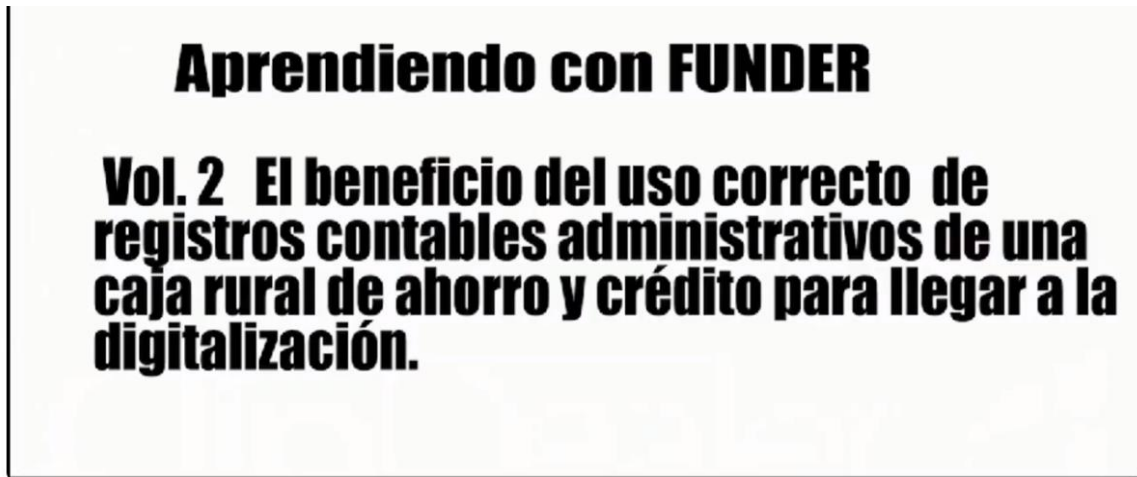 Aprendiendo con FUNDER
Vol. 2 El beneficio del uso correcto de
registros contables administrativos de una
caja rural de ahorro y crédito para llegar a la
digitalización.